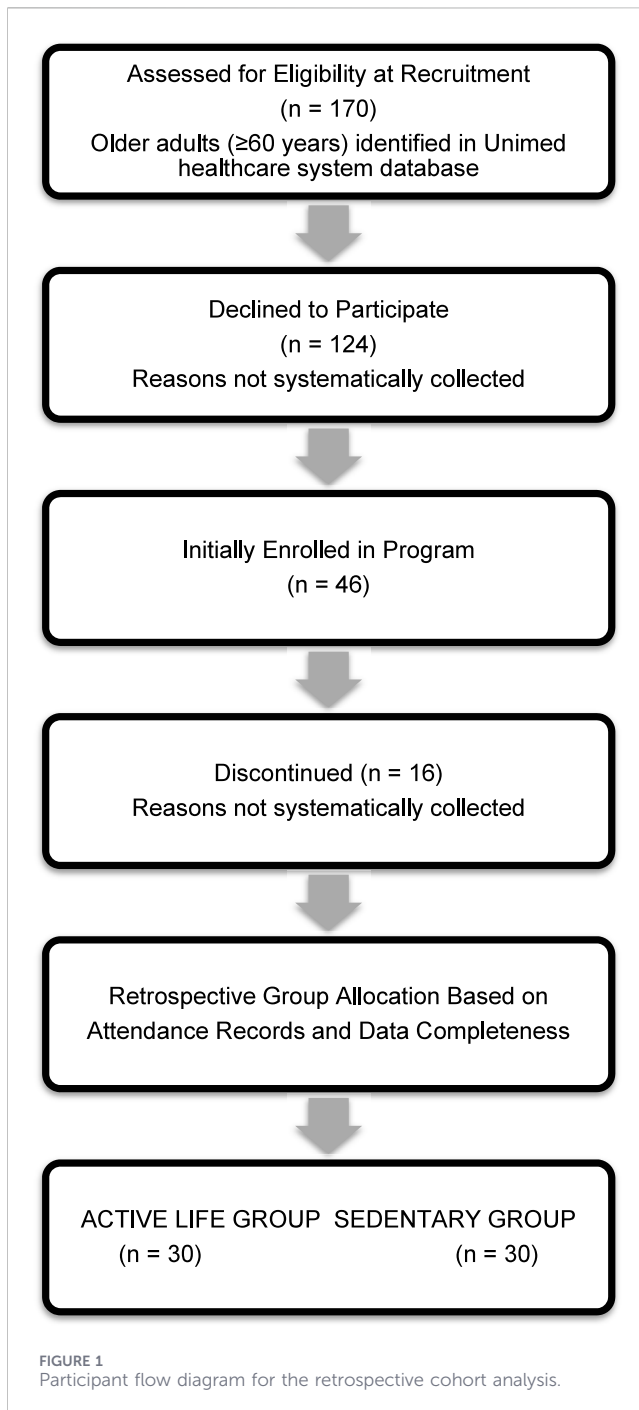 Assessed for Eligibility at Recruitment
(n = 170)
Older adults (≥60 years) identified in Unimed
healthcare system database
Declined to Participate
(n = 124)
Reasons not systematically collected
Initially Enrolled in Program
(n = 46)
Discontinued (n = 16)
Reasons not systematically collected
Retrospective Group Allocation Based on
Attendance Records and Data Completeness
ACTIVE LIFE GROUP SEDENTARY GROUP
(n = 30) (n = 30)
FIGURE 1
Participant flow diagram for the retrospective cohort analysis.